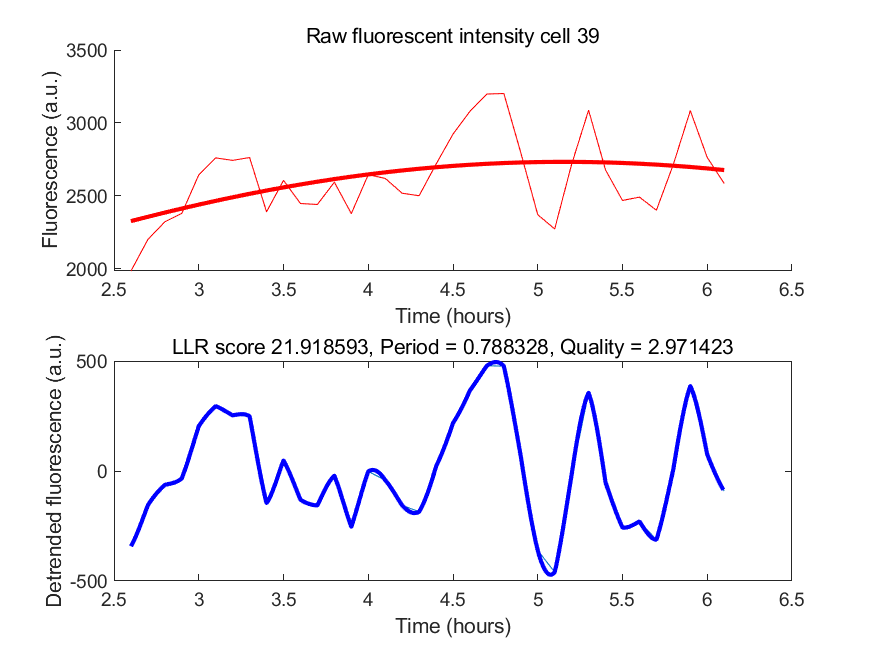 Raw fluorescent intensity cell 39
Fluorescence (a.u.)
3500
3000
2500
2000
2.5 3 3.5 4 4.5 5 5.5 6 6.5
Time (hours)
LLR score 21.918593, Period = 0.788328, Quality = 2.971423
Detrended fluorescence (a.u.)
500
0
-500
2.5 3 3.5 4 4.5 5 5.5 6 6.5
Time (hours)